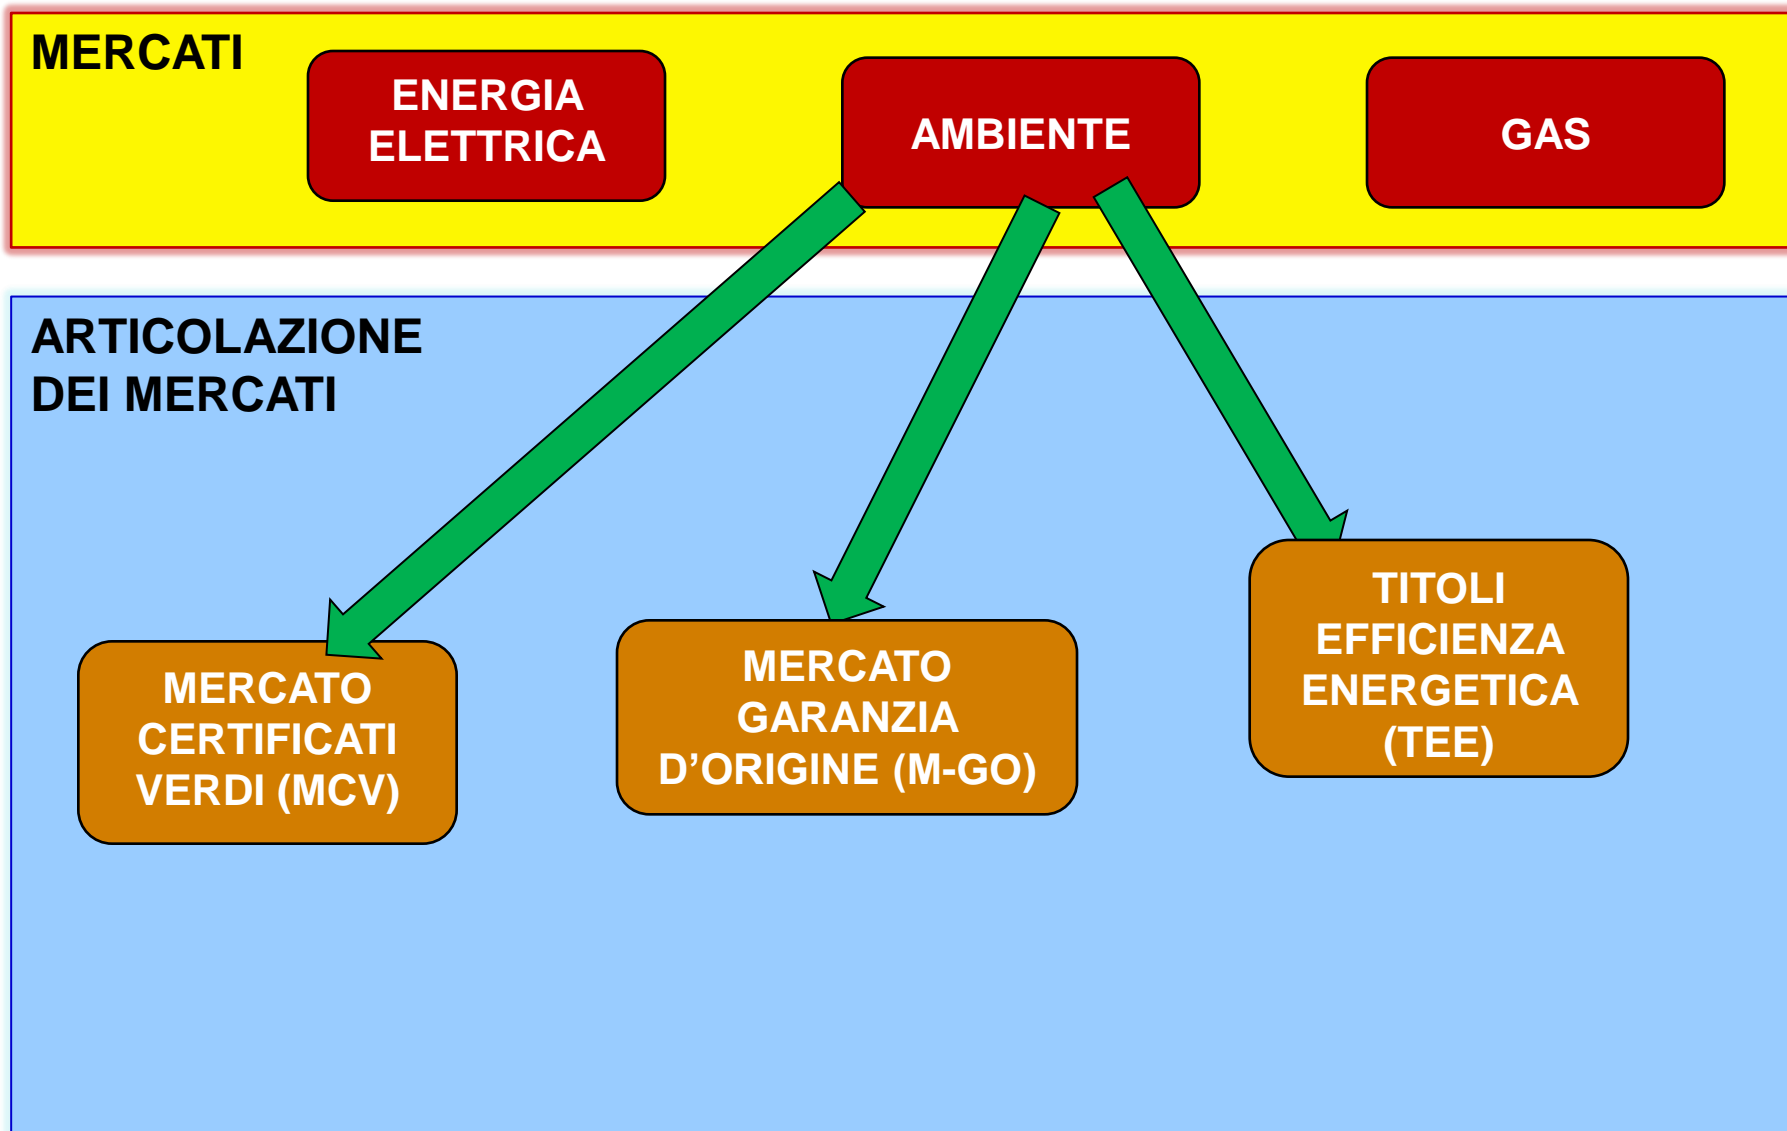 MERCATI
ENERGIA
ELETTRICA
AMBIENTE
GAS
ARTICOLAZIONE
DEI MERCATI
MERCATO
CERTIFICATI
VERDI (MCV)
MERCATO
GARANZIA
D’ORIGINE (M-GO)
TITOLI
EFFICIENZA
ENERGETICA
(TEE)